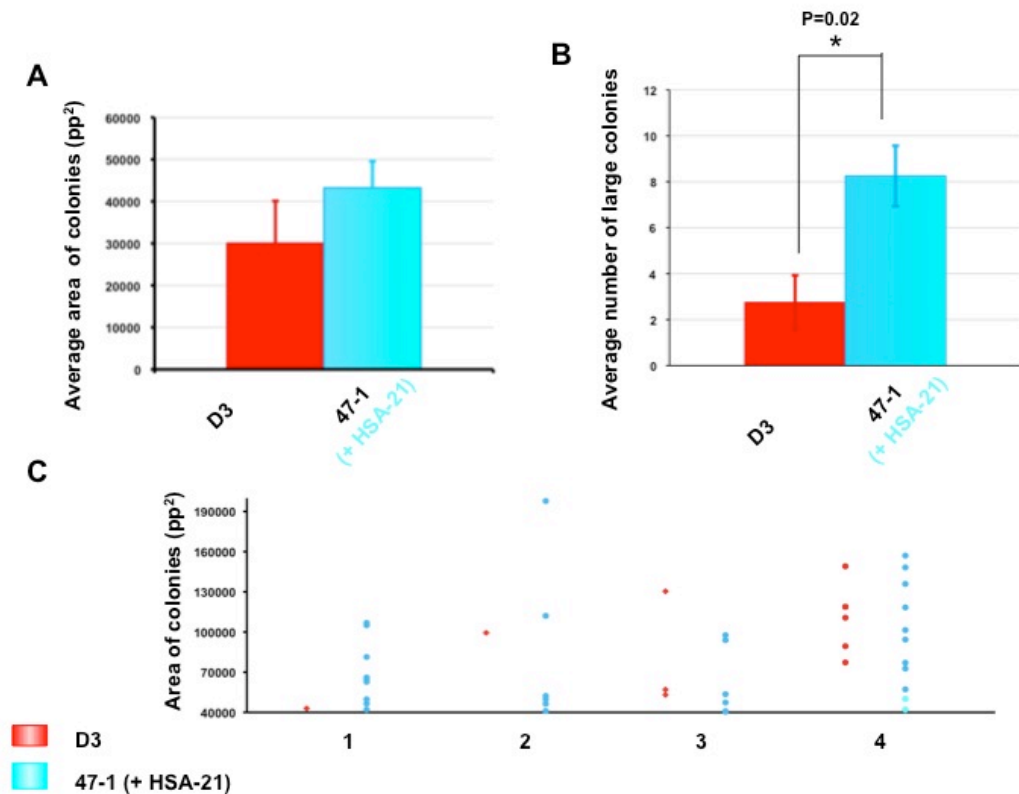 P=0.02
*
A
Average area of colonies (pp²)
60000
50000
40000
30000
20000
10000
0
D3
47-1
(+ HSA-21)
B
Average number of large colonies
12
10
8
6
4
2
0
D3
47-1
(+ HSA-21)
C
Area of colonies (pp²)
190000
160000
130000
100000
70000
40000
1
2
3
4
D3
47-1 (+ HSA-21)